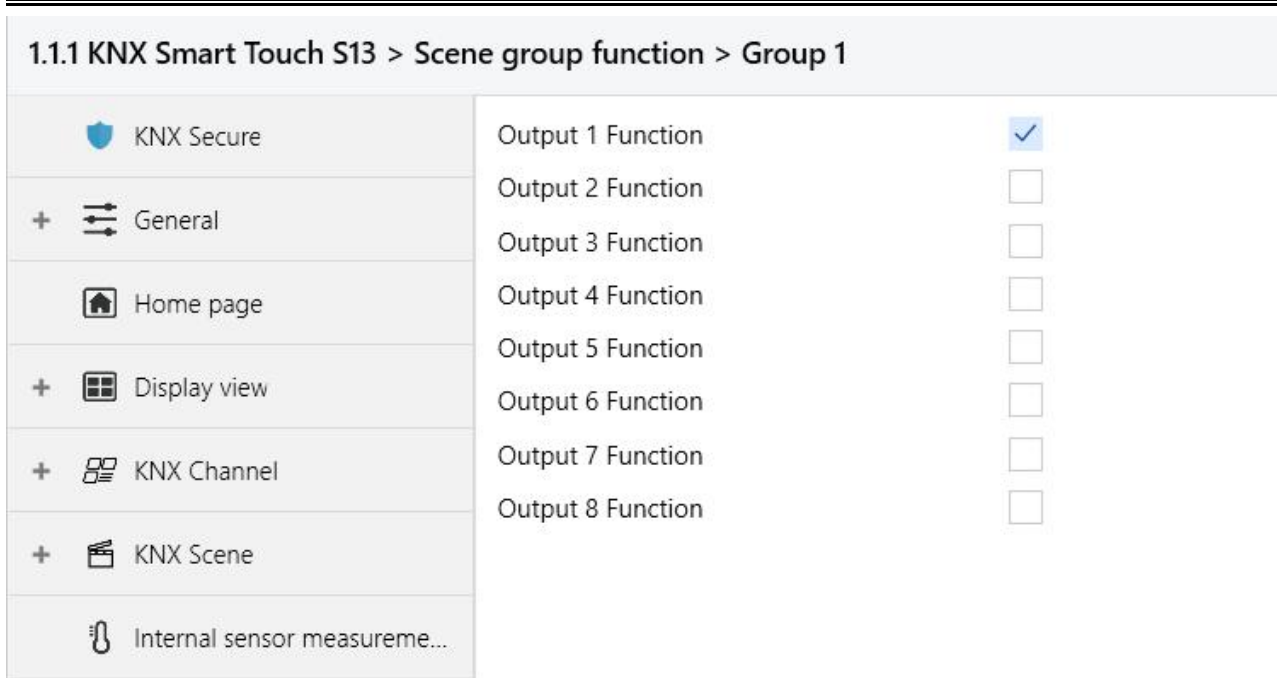 1.1.1 KNX Smart Touch S13 > Scene group function > Group 1
KNX Secure
+ General
Home page
+ Display view
+ KNX Channel
+ KNX Scene
Internal sensor measureme...
Output 1 Function
Output 2 Function
Output 3 Function
Output 4 Function
Output 5 Function
Output 6 Function
Output 7 Function
Output 8 Function